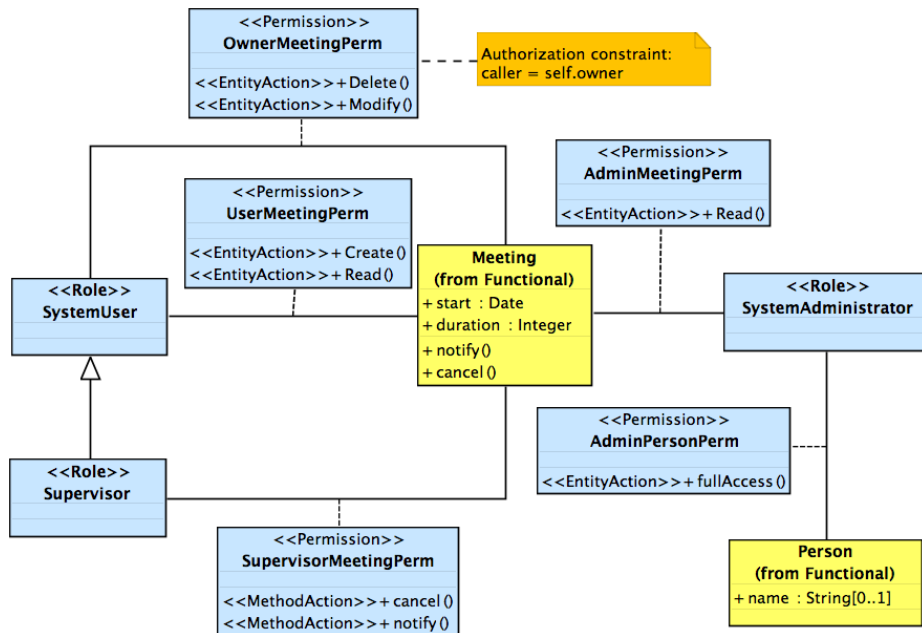 <<Permission>>
OwnerMeetingPerm
<<EntityAction>>+Delete()
<<EntityAction>>+Modify()
Authorization constraint:
caller = self.owner
<<Permission>>
AdminMeetingPerm
<<EntityAction>>+Read()
<<Permission>>
UserMeetingPerm
<<EntityAction>>+Create()
<<EntityAction>>+Read()
Meeting
(from Functional)
+ start : Date
+ duration : Integer
+ notify()
+ cancel()
<<Role>>
SystemUser
<<Role>>
SystemAdministrator
<<Permission>>
AdminPersonPerm
<<EntityAction>>+fullAccess()
<<Role>>
Supervisor
<<Permission>>
SupervisorMeetingPerm
<<MethodAction>>+cancel()
<<MethodAction>>+notify()
Person
(from Functional)
+ name : String[0..1]